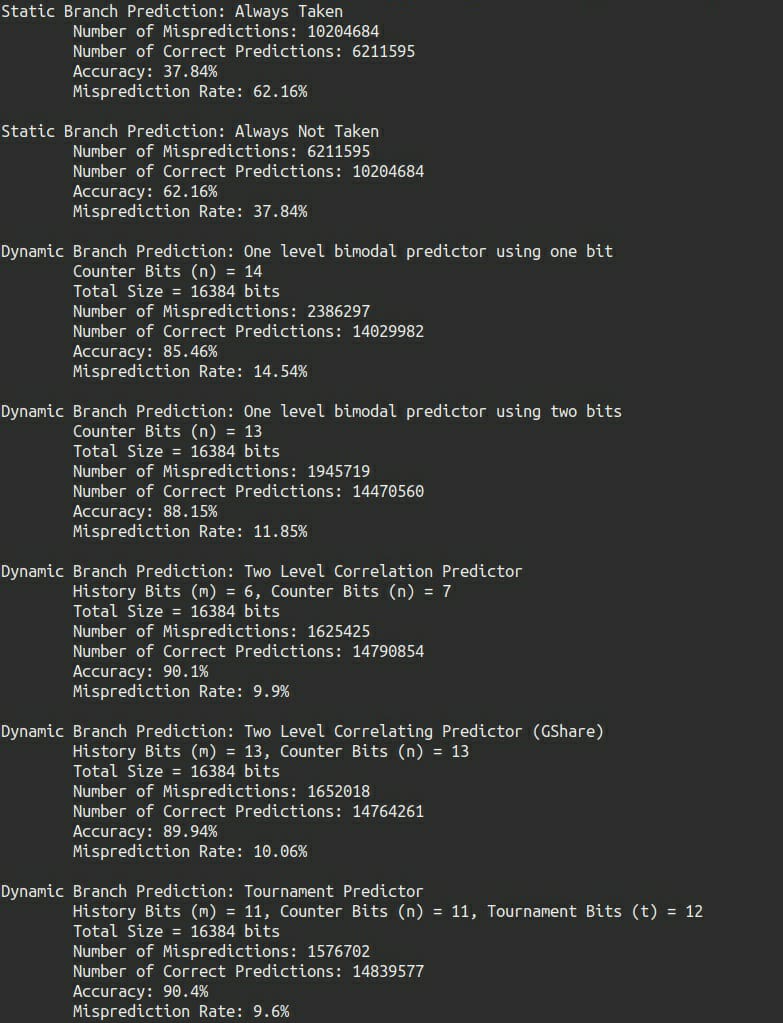 Static Branch Prediction: Always Taken
Number of Mispredictions: 10204684
Number of Correct Predictions: 6211595
Accuracy: 37.84%
Misprediction Rate: 62.16%
Static Branch Prediction: Always Not Taken
Number of Mispredictions: 6211595
Number of Correct Predictions: 10204684
Accuracy: 62.16%
Misprediction Rate: 37.84%
Dynamic Branch Prediction: One level bimodal predictor using one bit
Counter Bits (n) = 14
Total Size = 16384 bits
Number of Mispredictions: 2386297
Number of Correct Predictions: 14029982
Accuracy: 85.46%
Misprediction Rate: 14.54%
Dynamic Branch Prediction: One level bimodal predictor using two bits
Counter Bits (n) = 13
Total Size = 16384 bits
Number of Mispredictions: 1945719
Number of Correct Predictions: 14470560
Accuracy: 88.15%
Misprediction Rate: 11.85%
Dynamic Branch Prediction: Two Level Correlation Predictor
History Bits (m) = 6, Counter Bits (n) = 7
Total Size = 16384 bits
Number of Mispredictions: 1625425
Number of Correct Predictions: 14790854
Accuracy: 90.1%
Misprediction Rate: 9.9%
Dynamic Branch Prediction: Two Level Correlating Predictor (GShare)
History Bits (m) = 13, Counter Bits (n) = 13
Total Size = 16384 bits
Number of Mispredictions: 1652018
Number of Correct Predictions: 14764261
Accuracy: 89.94%
Misprediction Rate: 10.06%
Dynamic Branch Prediction: Tournament Predictor
History Bits (m) = 11, Counter Bits (n) = 11, Tournament Bits (t) = 12
Total Size = 16384 bits
Number of Mispredictions: 1576702
Number of Correct Predictions: 14839577
Accuracy: 90.4%
Misprediction Rate: 9.6%